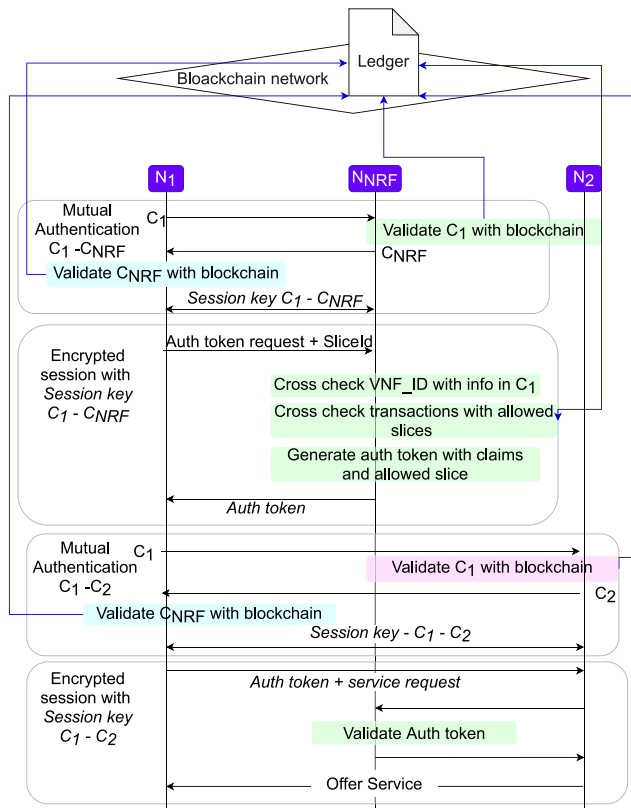 Ledger
Bloackchain network
N1
NNRF
N2
Mutual
Authentication
C1 -CNRF
C1
Validate C1 with blockchain
CNRF
Validate CNRF with blockchain
Session key C1 - CNRF
Auth token request + SliceId
Encrypted
session with
Session key
C1 - CNRF
Cross check VNF_ID with info in C1
Cross check transactions with allowed
slices
Generate auth token with claims
and allowed slice
Auth token
Mutual
Authentication
C1 -C2
C1
Validate C1 with blockchain
C2
Validate CNRF with blockchain
Session key - C1 - C2
Encrypted
session with
Session key
C1 - C2
Auth token + service request
Validate Auth token
Offer Service